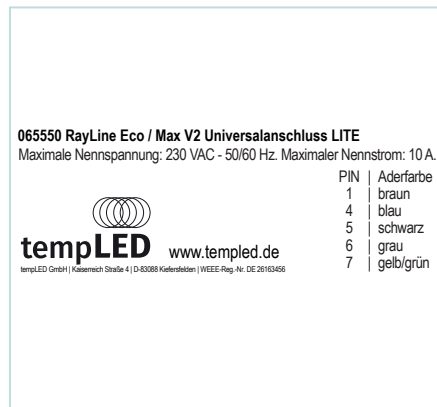 065550 RayLine Eco / Max V2 Universalanschluss LITE
Maximale Nennspannung: 230 VAC - 50/60 Hz. Maximaler Nennstrom: 10 A.
PIN | Aderfarbe
1 | braun
4 | blau
5 | schwarz
6 | grau
7 | gelb/grün
tempLED www.templed.de
tempLED GmbH | Kaiserreich Straße 4 | D-83088 Kiefersfelden | WEEE-Reg.-Nr. DE 26163456